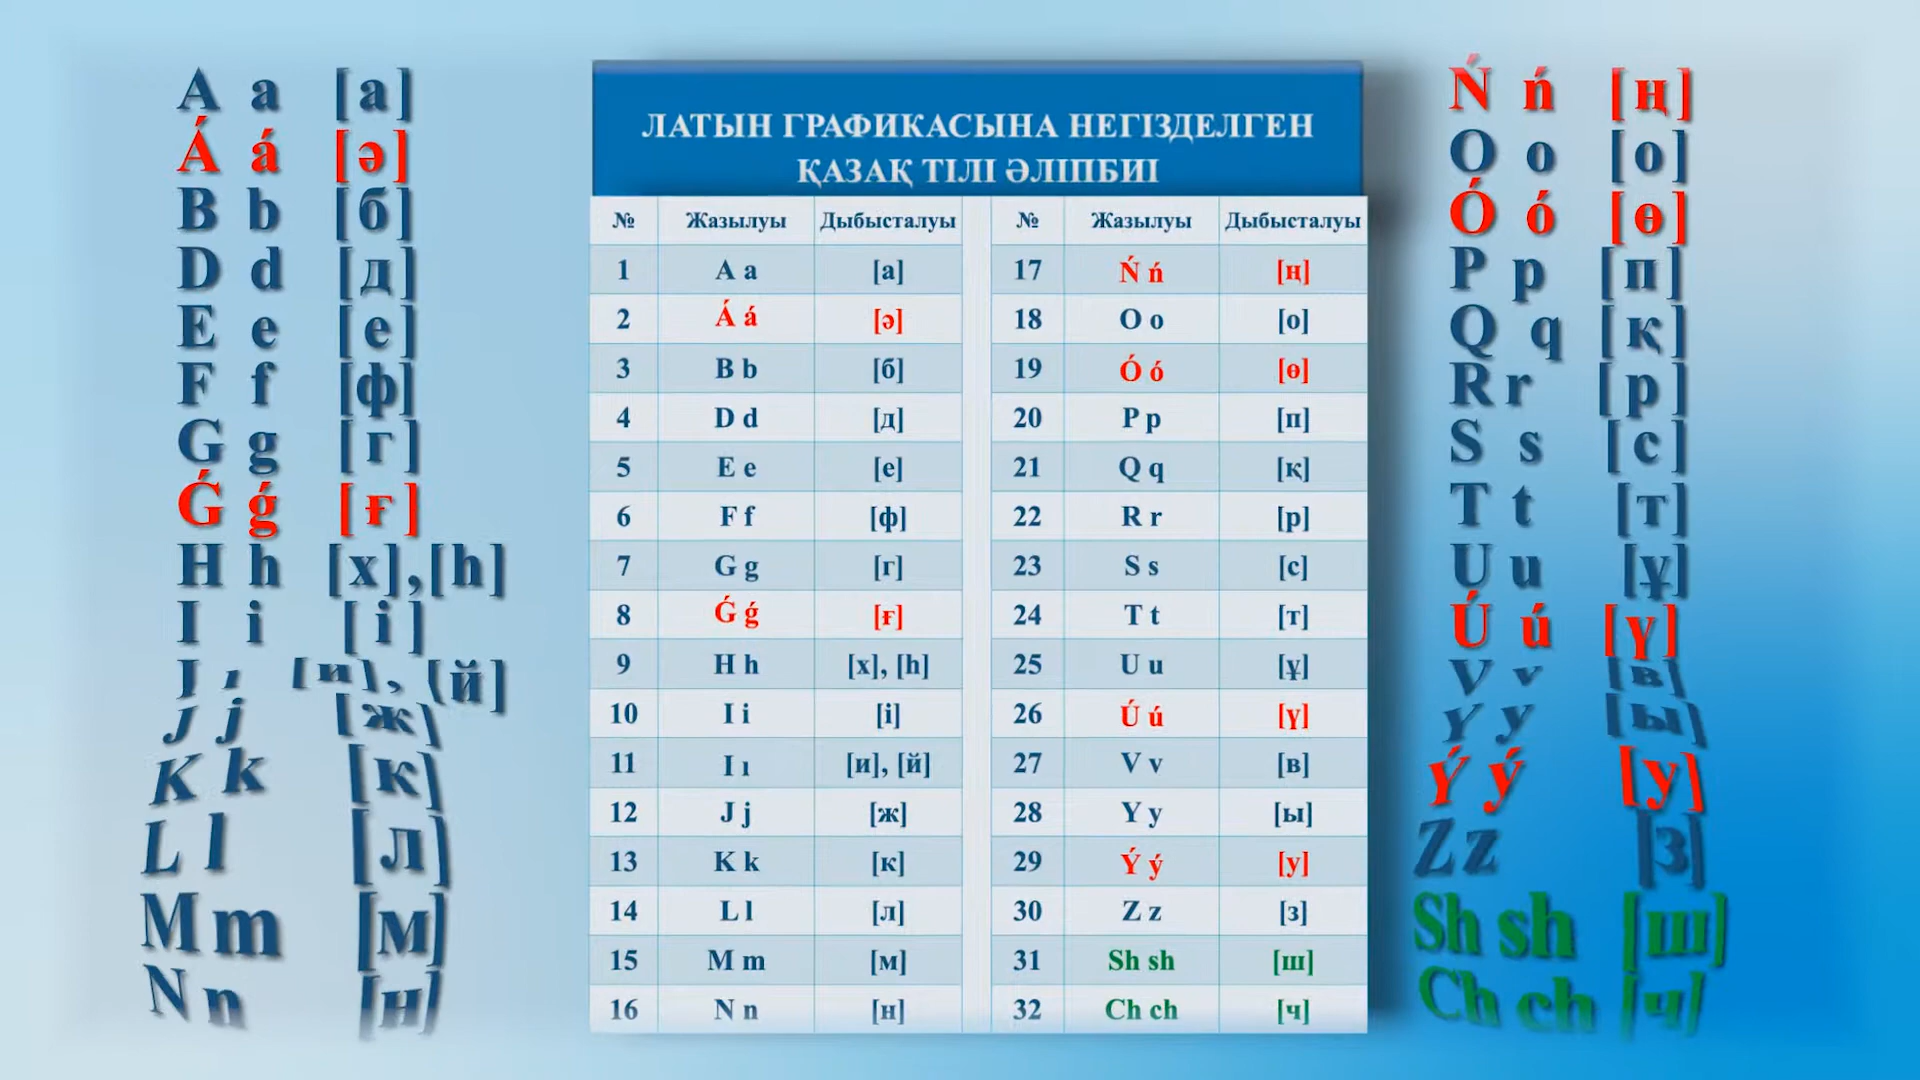 A a [а]
Á á [ә]
B b [б]
D d [д]
E e [е]
F f [ф]
G g [г]
Ǵ ǵ [ғ]
H h [х],[h]
I i [і]
I ı [и], [й]
J j [ж]
K k [к]
L l [л]
M m [м]
N n [н]
ЛАТЫН ГРАФИКАСЫНА НЕГІЗДЕЛГЕН
ҚАЗАҚ ТІЛІ ӘЛІПБИІ
№ Жазылуы Дыбысталуы № Жазылуы Дыбысталуы
1 A a [а] 17 Ń ń [ң]
2 Á á [ә] 18 O o [о]
3 B b [б] 19 Ó ó [ө]
4 D d [д] 20 P p [п]
5 E e [е] 21 Q q [қ]
6 F f [ф] 22 R r [р]
7 G g [г] 23 S s [с]
8 Ǵ ǵ [ғ] 24 T t [т]
9 H h [х], [h] 25 U u [ұ]
10 I i [і] 26 Ú ú [ү]
11 I ı [и], [й] 27 V v [в]
12 J j [ж] 28 Y y [ы]
13 K k [к] 29 Ý ý [у]
14 L l [л] 30 Z z [з]
15 M m [м] 31 Sh sh [ш]
16 N n [н] 32 Ch ch [ч]
Ń ń [ң]
O o [о]
Ó ó [ө]
P p [п]
Q q [қ]
R r [р]
S s [с]
T t [т]
U u [ұ]
Ú ú [ү]
V v [в]
Y y [ы]
Ý ý [у]
Z z [з]
Sh sh [ш]
Ch ch [ч]